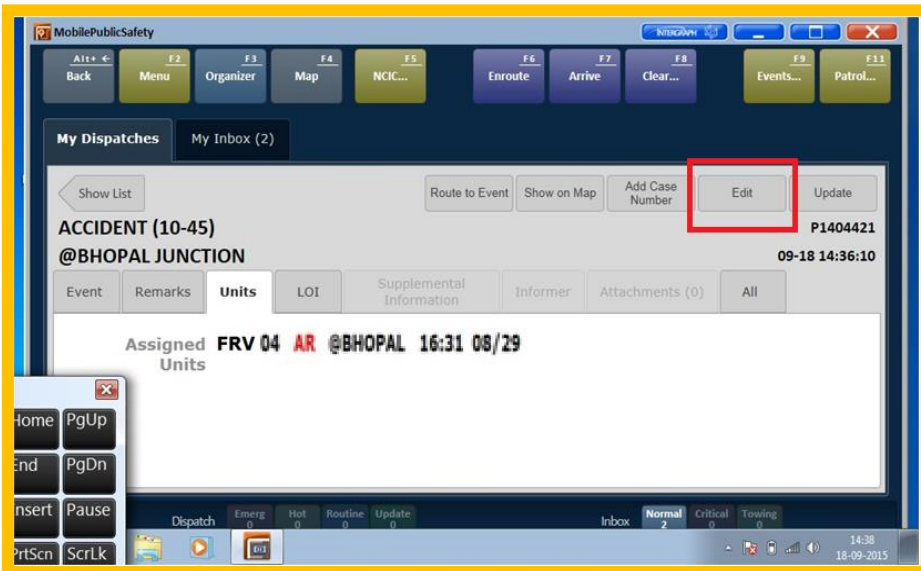 MobilePublicSafety
INTERGRAPH
Alt+ ← F2 F3 F4 F5 F6 F7 F8 F9 F11
Back Menu Organizer Map NCIC... Enroute Arrive Clear... Events... Patrol...
My Dispatches My Inbox (2)
Show List Route to Event Show on Map Add Case Number Edit Update
ACCIDENT (10-45) P1404421
@BHOPAL JUNCTION 09-18 14:36:10
Event Remarks Units LOI Supplemental Information Informer Attachments (0) All
Assigned Units FRV 04 AR @BHOPAL 16:31 08/29
Home PgUp
End PgDn
Insert Pause
PrtScn ScrLk
Dispatch Emerg 0 Hot 0 Routine 0 Update 0 Inbox Normal 2 Critical 0 Towing 0
14:38
18-09-2015